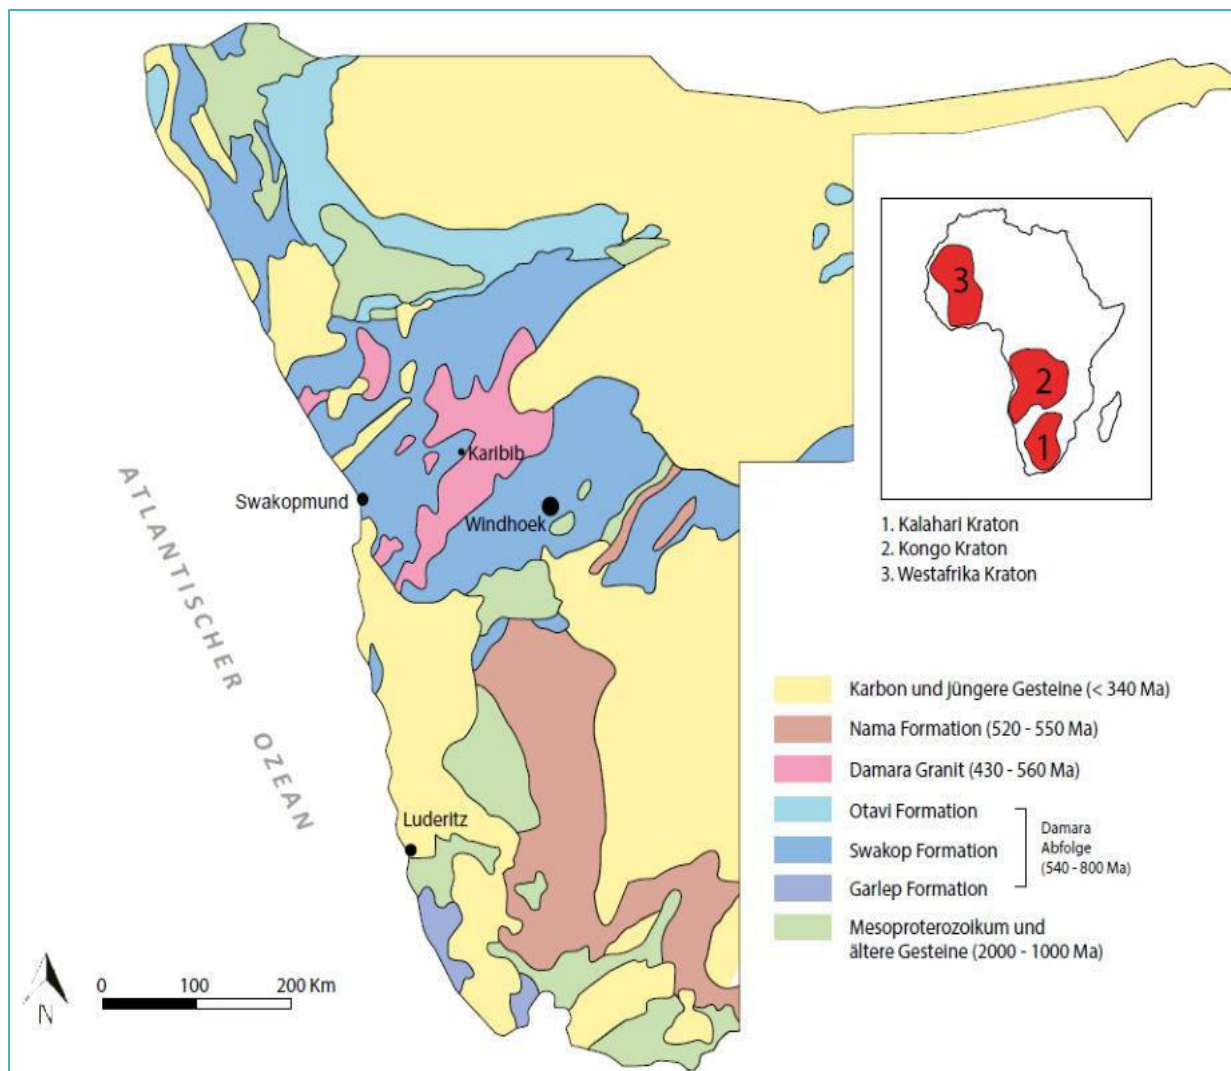 3
2
1
Karibib
Swakopmund
Windhoek
ATLANTISCHER OZEAN
1. Kalahari Kraton
2. Kongo Kraton
3. Westafrika Kraton
Karbon und jüngere Gesteine (< 340 Ma)
Nama Formation (520 - 550 Ma)
Damara Granit (430 - 560 Ma)
Luderitz
Otavi Formation
Swakop Formation
Garlep Formation
Damara
Abfolge
(540 - 800 Ma)
Mesoproterozoikum und
ältere Gesteine (2000 - 1000 Ma)
0 100 200 Km
N